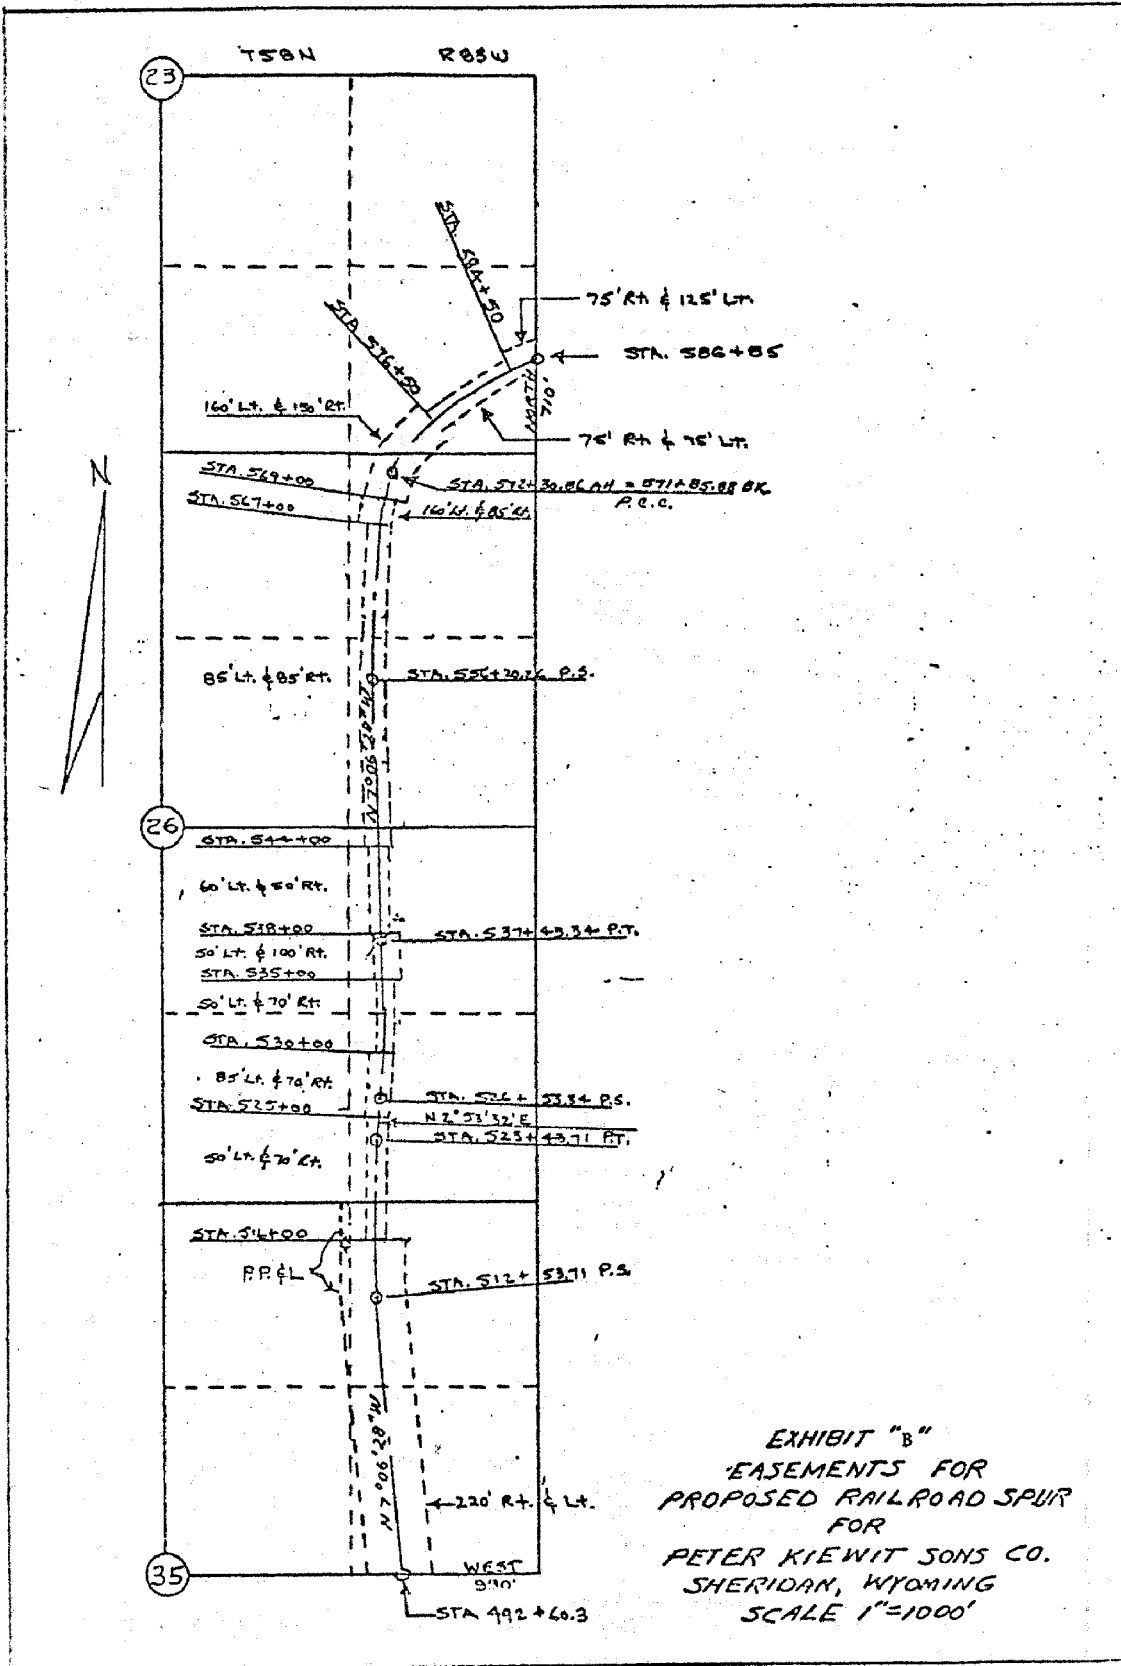 T58N R83W
23
STA. 584+50
75' Rt. & 125' Lt.
STA. 576+50
STA. 586+85
NORTH
710'
160' Lt. & 150' Rt.
75' Rt. & 75' Lt.
N
STA. 569+00
STA. 572+30.86 AH = 571+85.88 BK.
P.C.C.
STA. 567+00
160' Lt. & 85' Rt.
85' Lt. & 85' Rt.
STA. 556+20.26 P.S.
26
STA. 544+00
60' Lt. & 50' Rt.
STA. 538+00
STA. 537+43.34 P.T.
50' Lt. & 100' Rt.
STA. 535+00
50' Lt. & 70' Rt.
STA. 530+00
85' Lt. & 70' Rt.
STA. 526+53.34 P.S.
STA. 525+00
N 2° 53' 32" E
STA. 523+43.71 P.T.
50' Lt. & 70' Rt.
STA. 516+00
P.P.&L
STA. 512+53.71 P.S.
220' Rt. & Lt.
35
WEST
930'
STA 492+60.3
EXHIBIT "B"
EASEMENTS FOR
PROPOSED RAILROAD SPUR
FOR
PETER KIEWIT SONS CO.
SHERIDAN, WYOMING
SCALE 1"=1000'